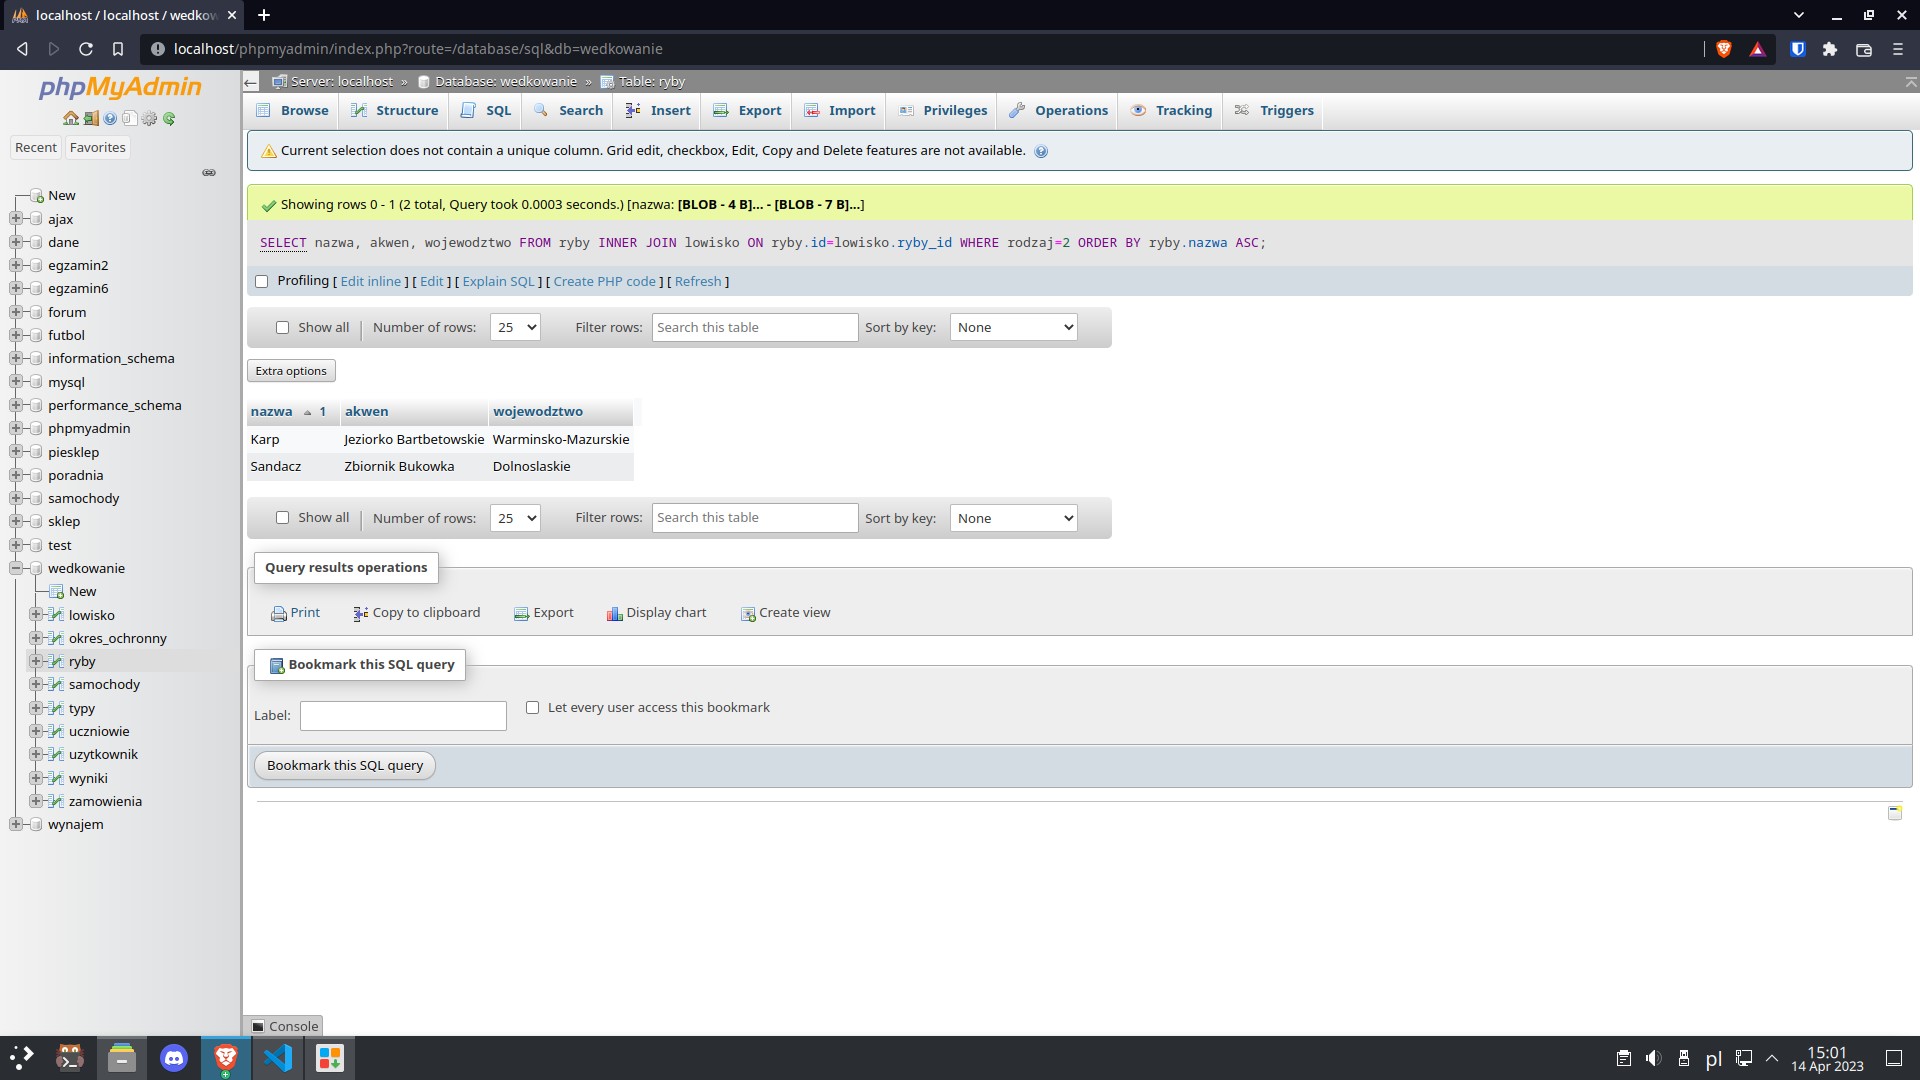 localhost / localhost / wedkow
localhost/phpmyadmin/index.php?route=/database/sql&db=wedkowanie
phpMyAdmin
Recent Favorites
New
ajax
dane
egzamin2
egzamin6
forum
futbol
information_schema
mysql
performance_schema
phpmyadmin
piesklep
poradnia
samochody
sklep
test
wedkowanie
New
lowisko
okres_ochronny
ryby
samochody
typy
uczniowie
uzytkownik
wyniki
zamowienia
wynajem
Server: localhost » Database: wedkowanie » Table: ryby
Browse Structure SQL Search Insert Export Import Privileges Operations Tracking Triggers
Current selection does not contain a unique column. Grid edit, checkbox, Edit, Copy and Delete features are not available.
Showing rows 0 - 1 (2 total, Query took 0.0003 seconds.) [nazwa: [BLOB - 4 B]... - [BLOB - 7 B]...]
SELECT nazwa, akwen, wojewodztwo FROM ryby INNER JOIN lowisko ON ryby.id=lowisko.ryby_id WHERE rodzaj=2 ORDER BY ryby.nazwa ASC;
Profiling [ Edit inline ] [ Edit ] [ Explain SQL ] [ Create PHP code ] [ Refresh ]
Show all | Number of rows: 25 Filter rows: Search this table Sort by key: None
Extra options
nazwa 1 akwen wojewodztwo
Karp Jeziorko Bartbetowskie Warminsko-Mazurskie
Sandacz Zbiornik Bukowka Dolnoslaskie
Show all | Number of rows: 25 Filter rows: Search this table Sort by key: None
Query results operations
Print Copy to clipboard Export Display chart Create view
Bookmark this SQL query
Label: Let every user access this bookmark
Bookmark this SQL query
Console
pl 15:01
14 Apr 2023